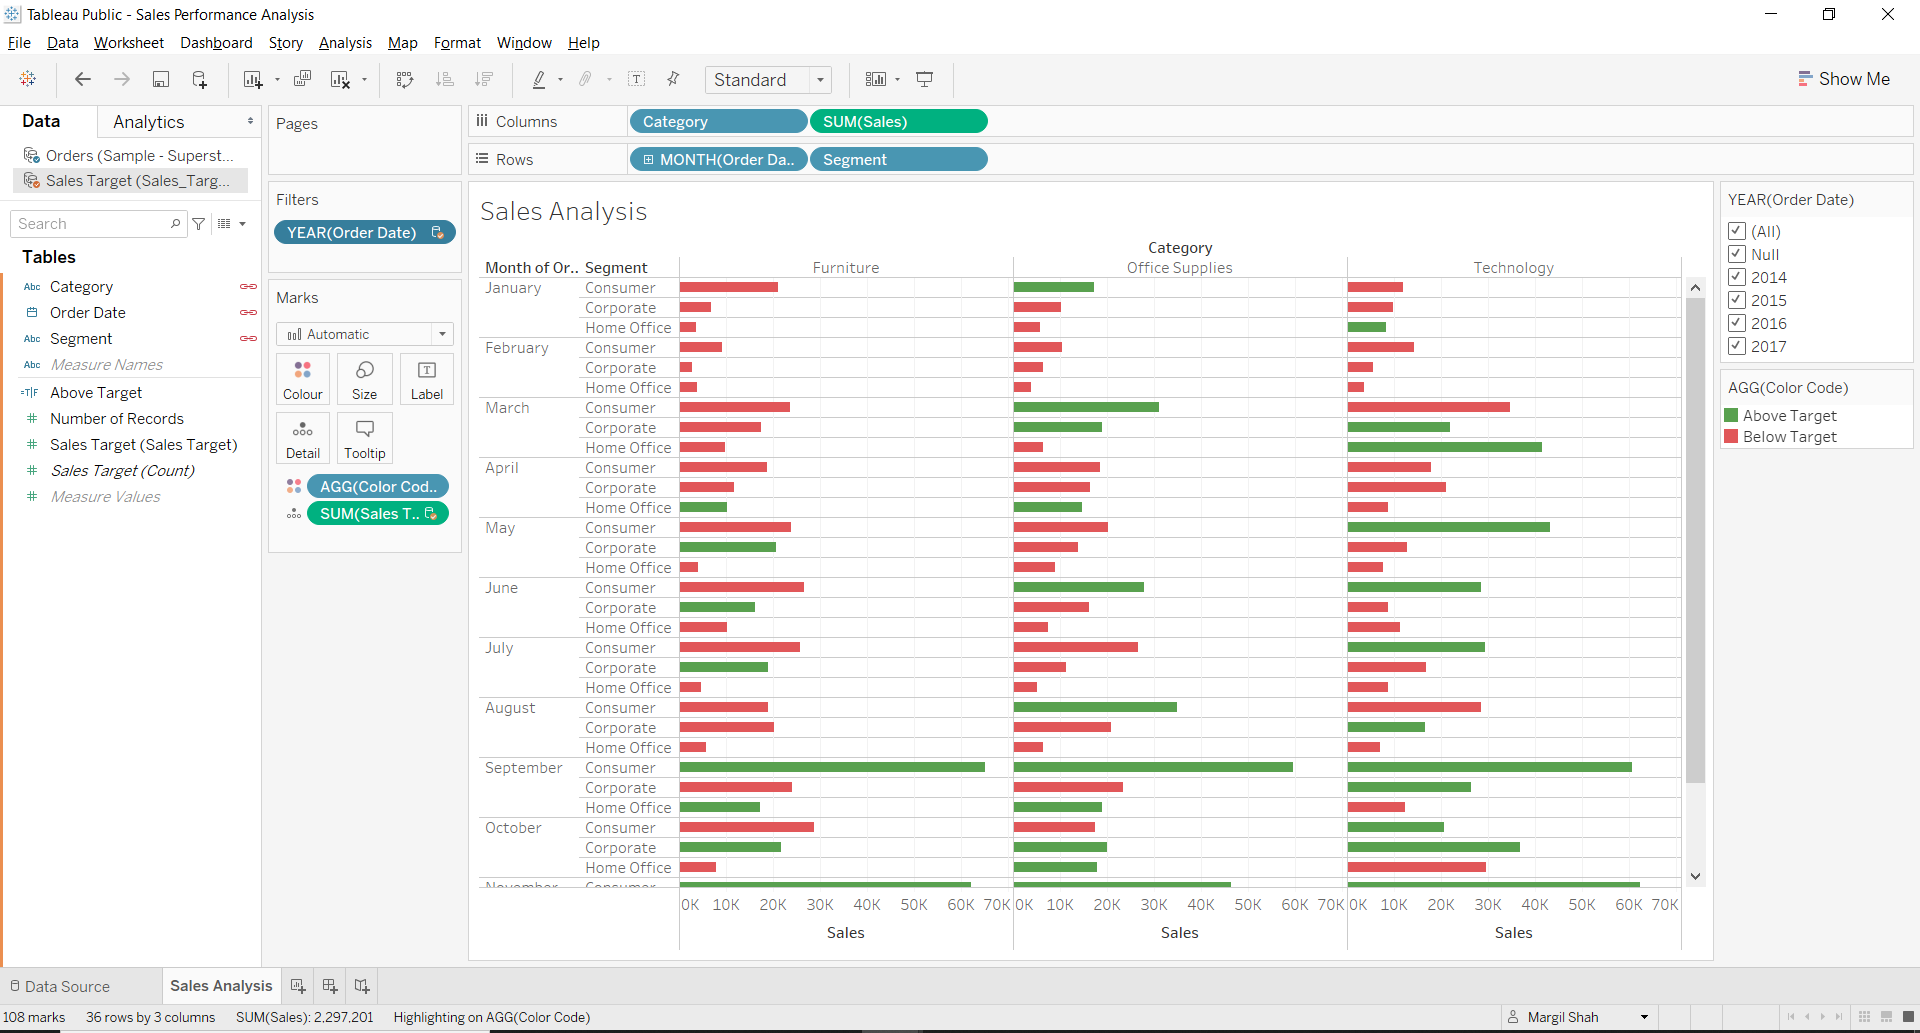 Tableau Public - Sales Performance Analysis
File Data Worksheet Dashboard Story Analysis Map Format Window Help
Standard
Show Me
Data Analytics
Orders (Sample - Superst...
Sales Target (Sales_Targ...
Search
Tables
Abc Category
Order Date
Abc Segment
Abc Measure Names
=T|F Above Target
# Number of Records
# Sales Target (Sales Target)
# Sales Target (Count)
# Measure Values
Pages
Filters
YEAR(Order Date)
Marks
Automatic
Colour Size Label
Detail Tooltip
AGG(Color Cod..
SUM(Sales T..
Columns Category SUM(Sales)
Rows MONTH(Order Da.. Segment
Sales Analysis
Category
Month of Or.. Segment Furniture Office Supplies Technology
January Consumer
Corporate
Home Office
February Consumer
Corporate
Home Office
March Consumer
Corporate
Home Office
April Consumer
Corporate
Home Office
May Consumer
Corporate
Home Office
June Consumer
Corporate
Home Office
July Consumer
Corporate
Home Office
August Consumer
Corporate
Home Office
September Consumer
Corporate
Home Office
October Consumer
Corporate
Home Office
November Consumer
0K 10K 20K 30K 40K 50K 60K 70K 0K 10K 20K 30K 40K 50K 60K 70K 0K 10K 20K 30K 40K 50K 60K 70K
Sales Sales Sales
YEAR(Order Date)
(All)
Null
2014
2015
2016
2017
AGG(Color Code)
Above Target
Below Target
Data Source Sales Analysis
108 marks 36 rows by 3 columns SUM(Sales): 2,297,201 Highlighting on AGG(Color Code) Margil Shah